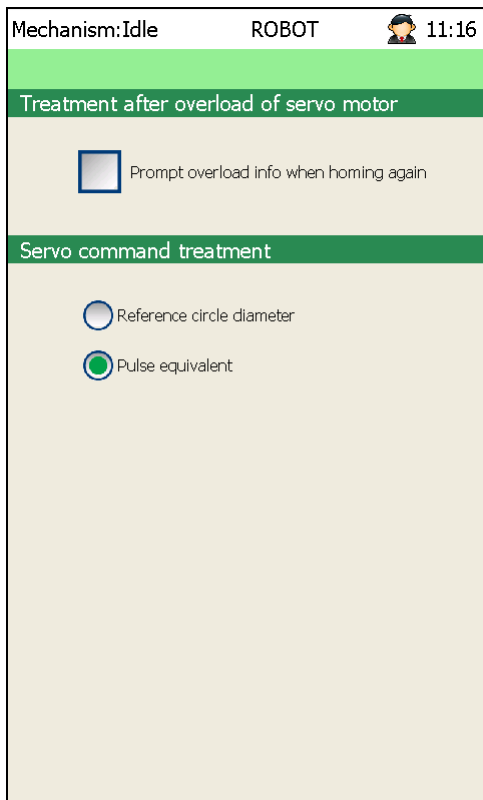 Mechanism:Idle ROBOT 11:16
Treatment after overload of servo motor
Prompt overload info when homing again
Servo command treatment
Reference circle diameter
Pulse equivalent